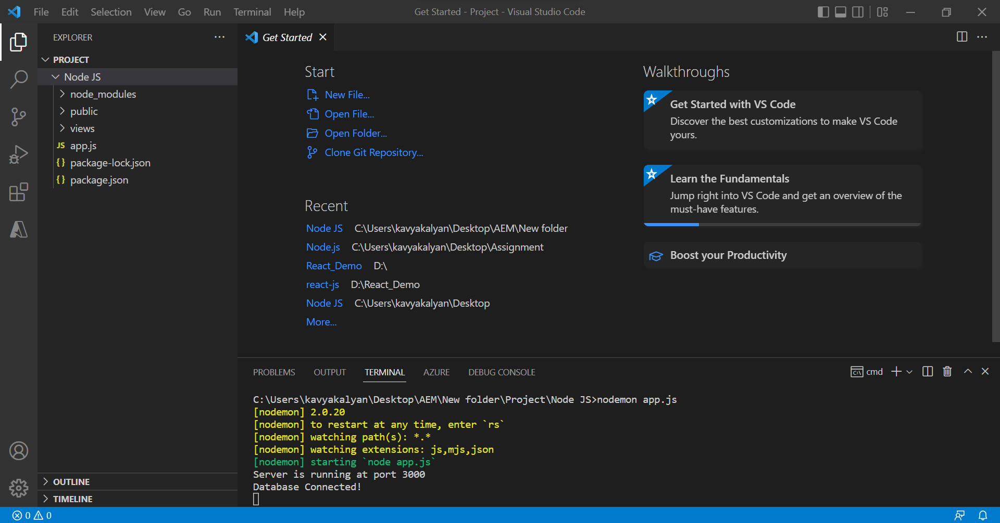 File Edit Selection View Go Run Terminal Help
Get Started - Project - Visual Studio Code
EXPLORER
PROJECT
Node JS
node_modules
public
views
JS app.js
{} package-lock.json
{} package.json
OUTLINE
TIMELINE
Get Started
Start
New File...
Open File...
Open Folder...
Clone Git Repository...
Recent
Node JS C:\Users\kavyakalyan\Desktop\AEM\New folder
Node.js C:\Users\kavyakalyan\Desktop\Assignment
React_Demo D:\
react-js D:\React_Demo
Node JS C:\Users\kavyakalyan\Desktop
More...
Walkthroughs
Get Started with VS Code
Discover the best customizations to make VS Code
yours.
Learn the Fundamentals
Jump right into VS Code and get an overview of the
must-have features.
Boost your Productivity
PROBLEMS OUTPUT TERMINAL AZURE DEBUG CONSOLE
cmd
C:\Users\kavyakalyan\Desktop\AEM\New folder\Project\Node JS>nodemon app.js
[nodemon] 2.0.20
[nodemon] to restart at any time, enter `rs`
[nodemon] watching path(s): *.*
[nodemon] watching extensions: js,mjs,json
[nodemon] starting `node app.js`
Server is running at port 3000
Database Connected!
0 0